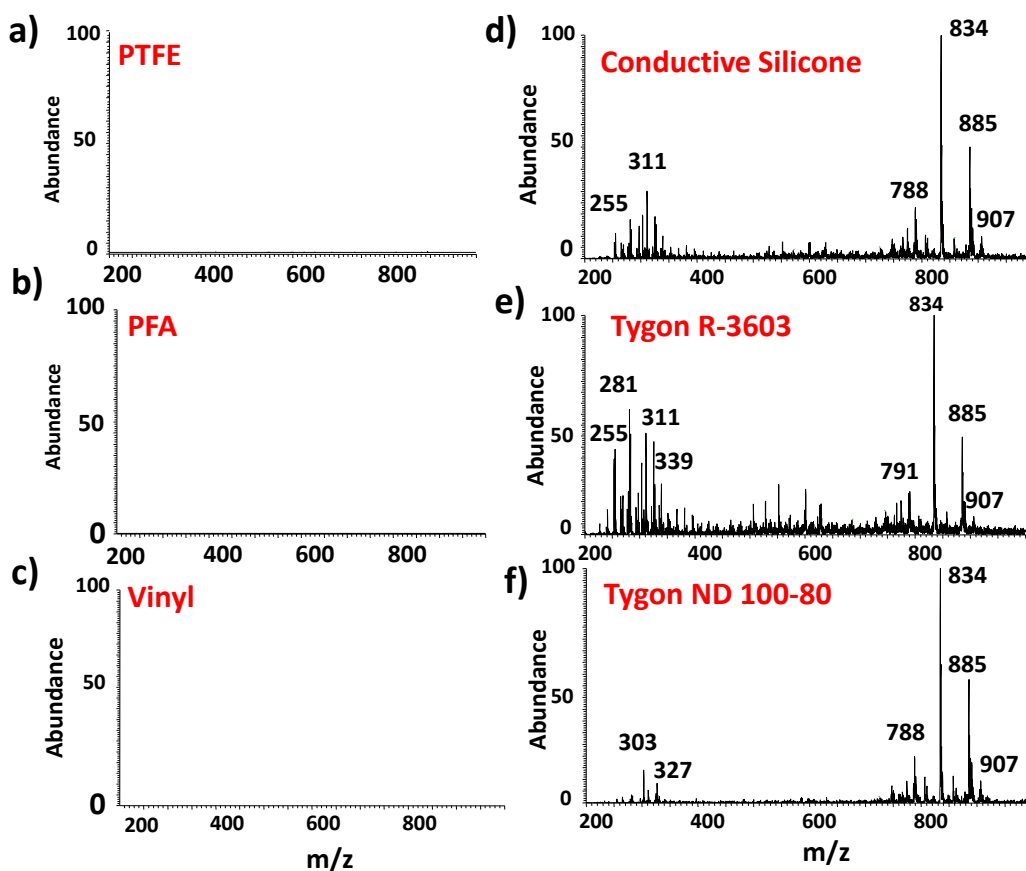 a)
PTFE
Abundance
100
50
0
200 400 600 800
b)
PFA
Abundance
100
50
0
200 400 600 800
c)
Vinyl
Abundance
100
50
0
200 400 600 800
m/z
d)
Conductive Silicone
Abundance
100
50
0
834
885
311
788
255
907
200 400 600 800
e)
Tygon R-3603
Abundance
100
50
0
834
281
311
885
255
339
791
907
200 400 600 800
f)
Tygon ND 100-80
Abundance
100
50
0
834
885
788
303
327
907
200 400 600 800
m/z